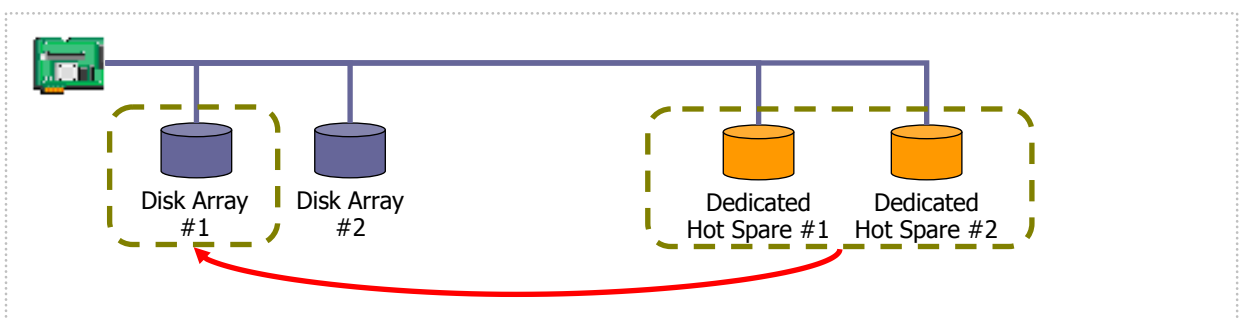 Disk Array
#1
Disk Array
#2
Dedicated
Hot Spare #1
Dedicated
Hot Spare #2